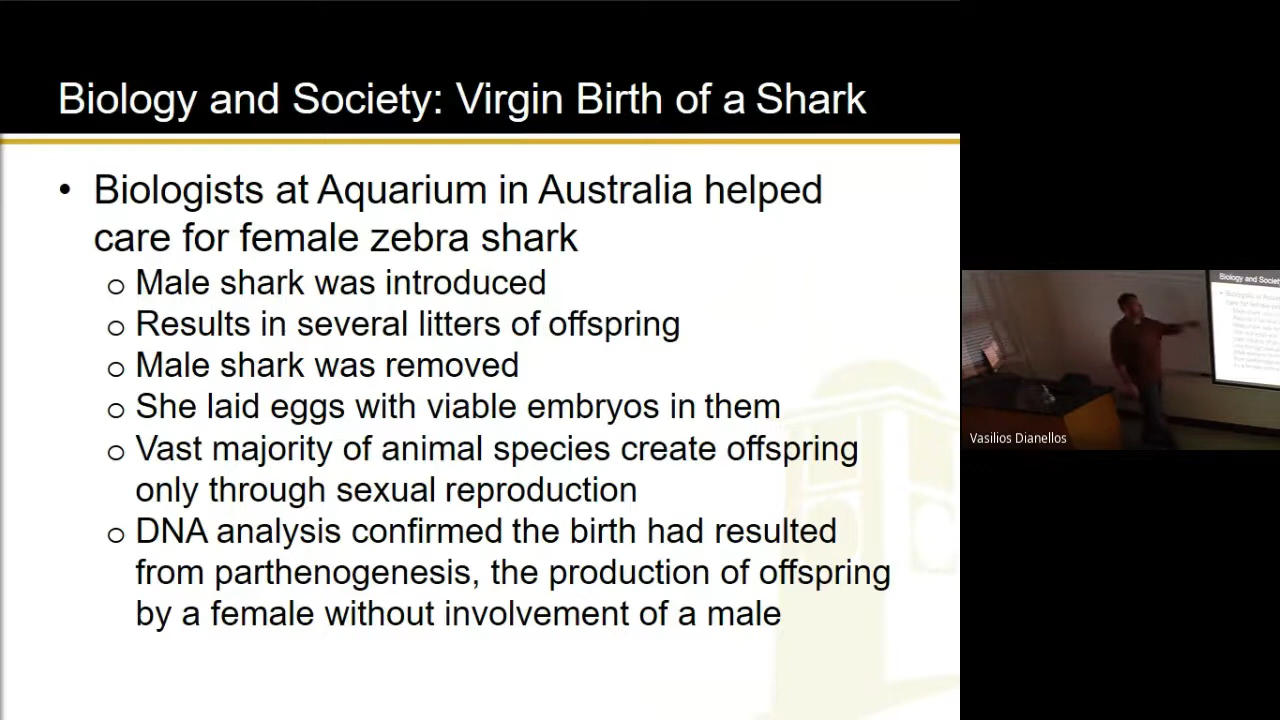 Biology and Society: Virgin Birth of a Shark
• Biologists at Aquarium in Australia helped
care for female zebra shark
o Male shark was introduced
o Results in several litters of offspring
o Male shark was removed
o She laid eggs with viable embryos in them
o Vast majority of animal species create offspring
only through sexual reproduction
o DNA analysis confirmed the birth had resulted
from parthenogenesis, the production of offspring
by a female without involvement of a male
Biology and Societ
Vasilios Dianellos